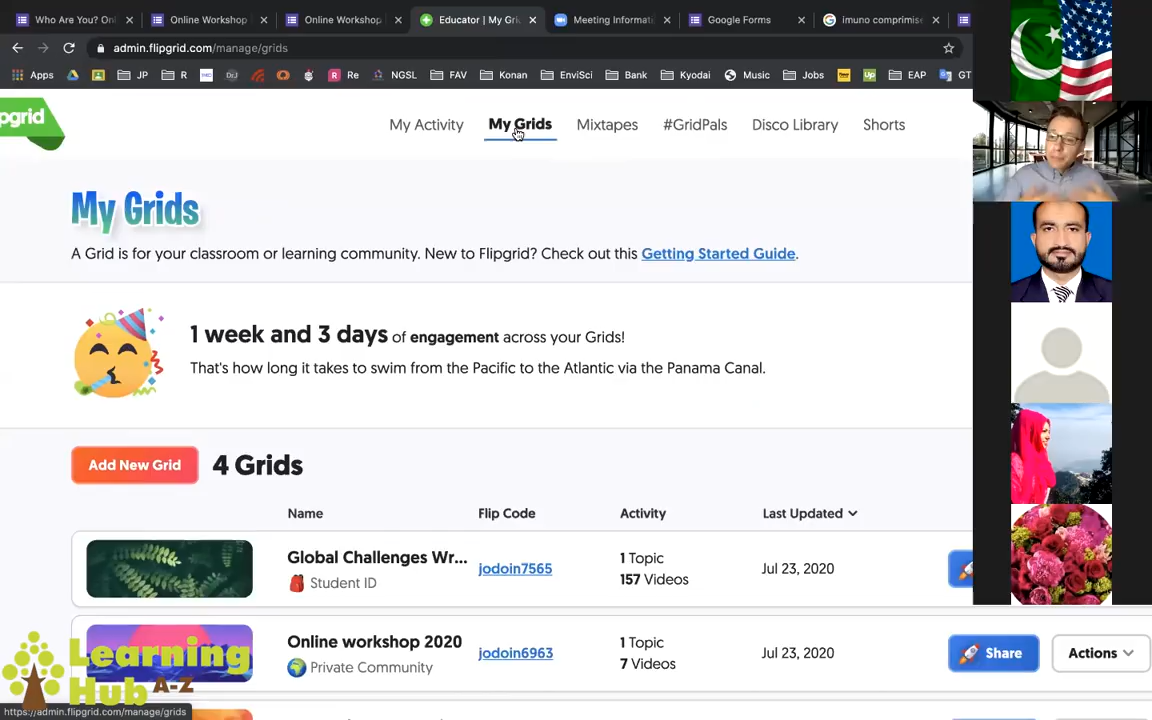 Who Are You? Onl
Online Workshop
Online Workshop
Educator | My Gri
Meeting Informat
Google Forms
imuno comprimise
admin.flipgrid.com/manage/grids
Apps
JP
R
Re
NGSL
FAV
Konan
EnviSci
Bank
Kyodai
Music
Jobs
Up
EAP
GT
pgrid
My Activity
My Grids
Mixtapes
#GridPals
Disco Library
Shorts
My Grids
A Grid is for your classroom or learning community. New to Flipgrid? Check out this Getting Started Guide.
1 week and 3 days of engagement across your Grids!
That's how long it takes to swim from the Pacific to the Atlantic via the Panama Canal.
Add New Grid
4 Grids
Name
Flip Code
Activity
Last Updated
Global Challenges Wr...
Student ID
jodoin7565
1 Topic
157 Videos
Jul 23, 2020
Online workshop 2020
Private Community
jodoin6963
1 Topic
7 Videos
Jul 23, 2020
Share
Actions
Learning
Hub A-Z
https://admin.flipgrid.com/manage/grids